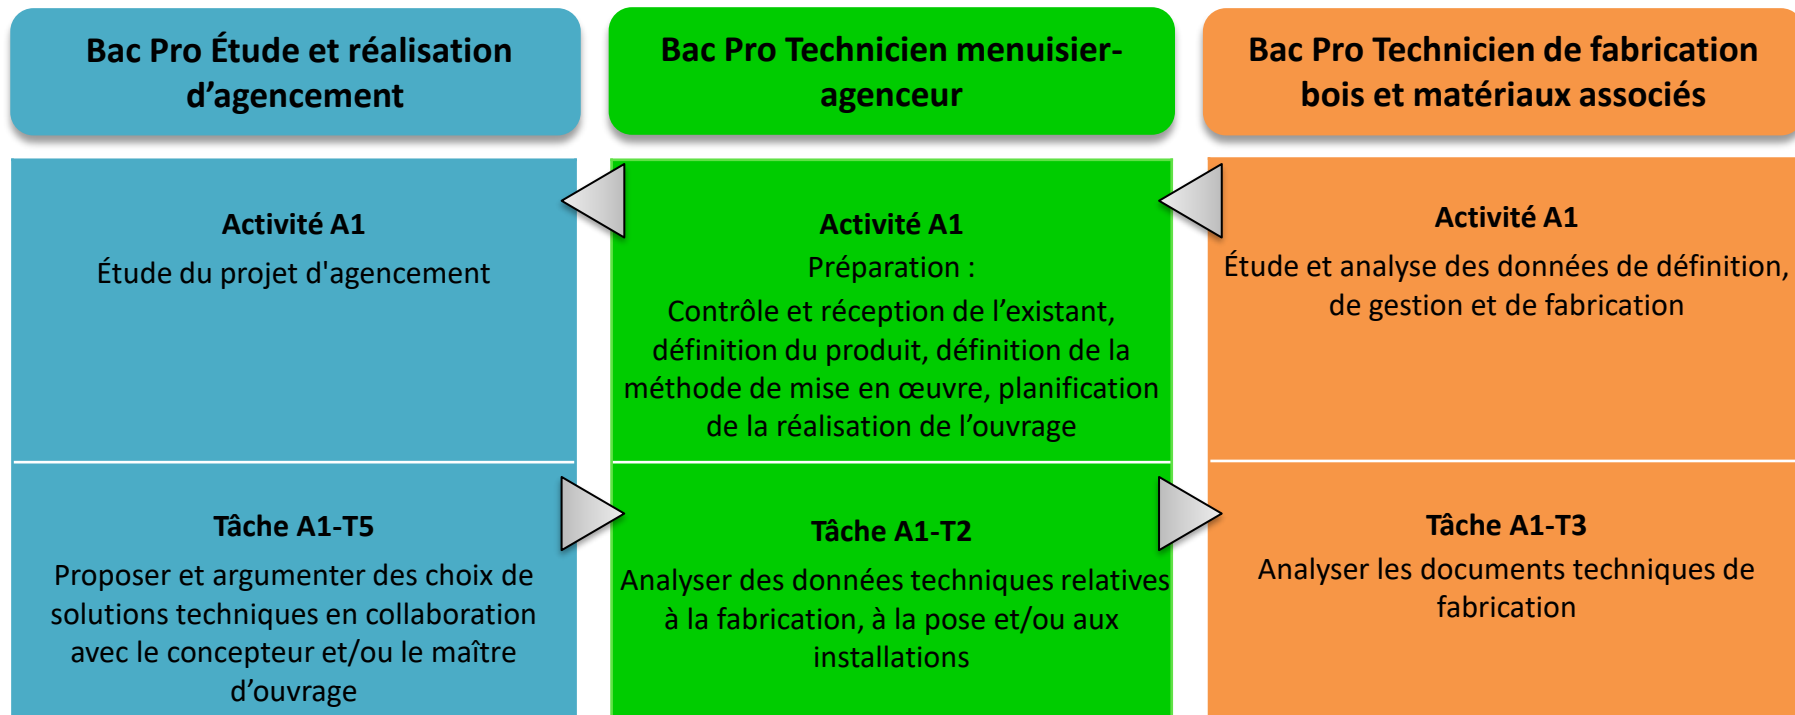 Bac Pro Étude et réalisation
d’agencement
Bac Pro Technicien menuisier-
agenceur
Bac Pro Technicien de fabrication
bois et matériaux associés
Activité A1
Étude du projet d'agencement
Activité A1
Préparation :
Contrôle et réception de l’existant,
définition du produit, définition de la
méthode de mise en œuvre, planification
de la réalisation de l’ouvrage
Activité A1
Étude et analyse des données de définition,
de gestion et de fabrication
Tâche A1-T5
Proposer et argumenter des choix de
solutions techniques en collaboration
avec le concepteur et/ou le maître
d’ouvrage
Tâche A1-T2
Analyser des données techniques relatives
à la fabrication, à la pose et/ou aux
installations
Tâche A1-T3
Analyser les documents techniques de
fabrication